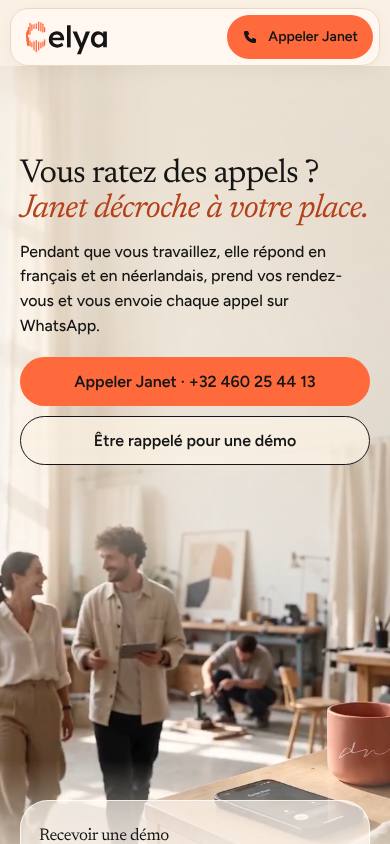 Celya
Appeler Janet
Vous ratez des appels ?
Janet décroche à votre place.
Pendant que vous travaillez, elle répond en
français et en néerlandais, prend vos rendez-
vous et vous envoie chaque appel sur
WhatsApp.
Appeler Janet · +32 460 25 44 13
Être rappelé pour une démo
Recevoir une démo